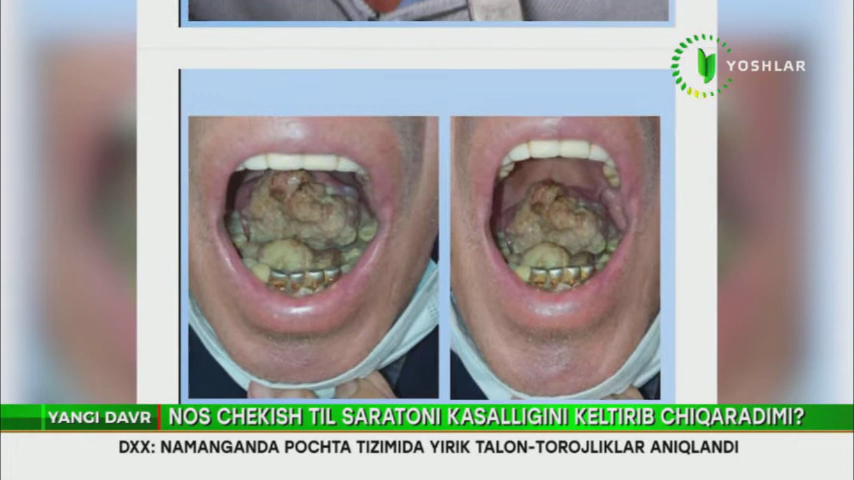 YOSHLAR
YANGI DAVR
NOS CHEKISH TIL SARATONI KASALLIGINI KELTIRIB CHIQARADIMI?
DXX: NAMANGANDA POCHTA TIZIMIDA YIRIK TALON-TOROJLIKLAR ANIQLANDI